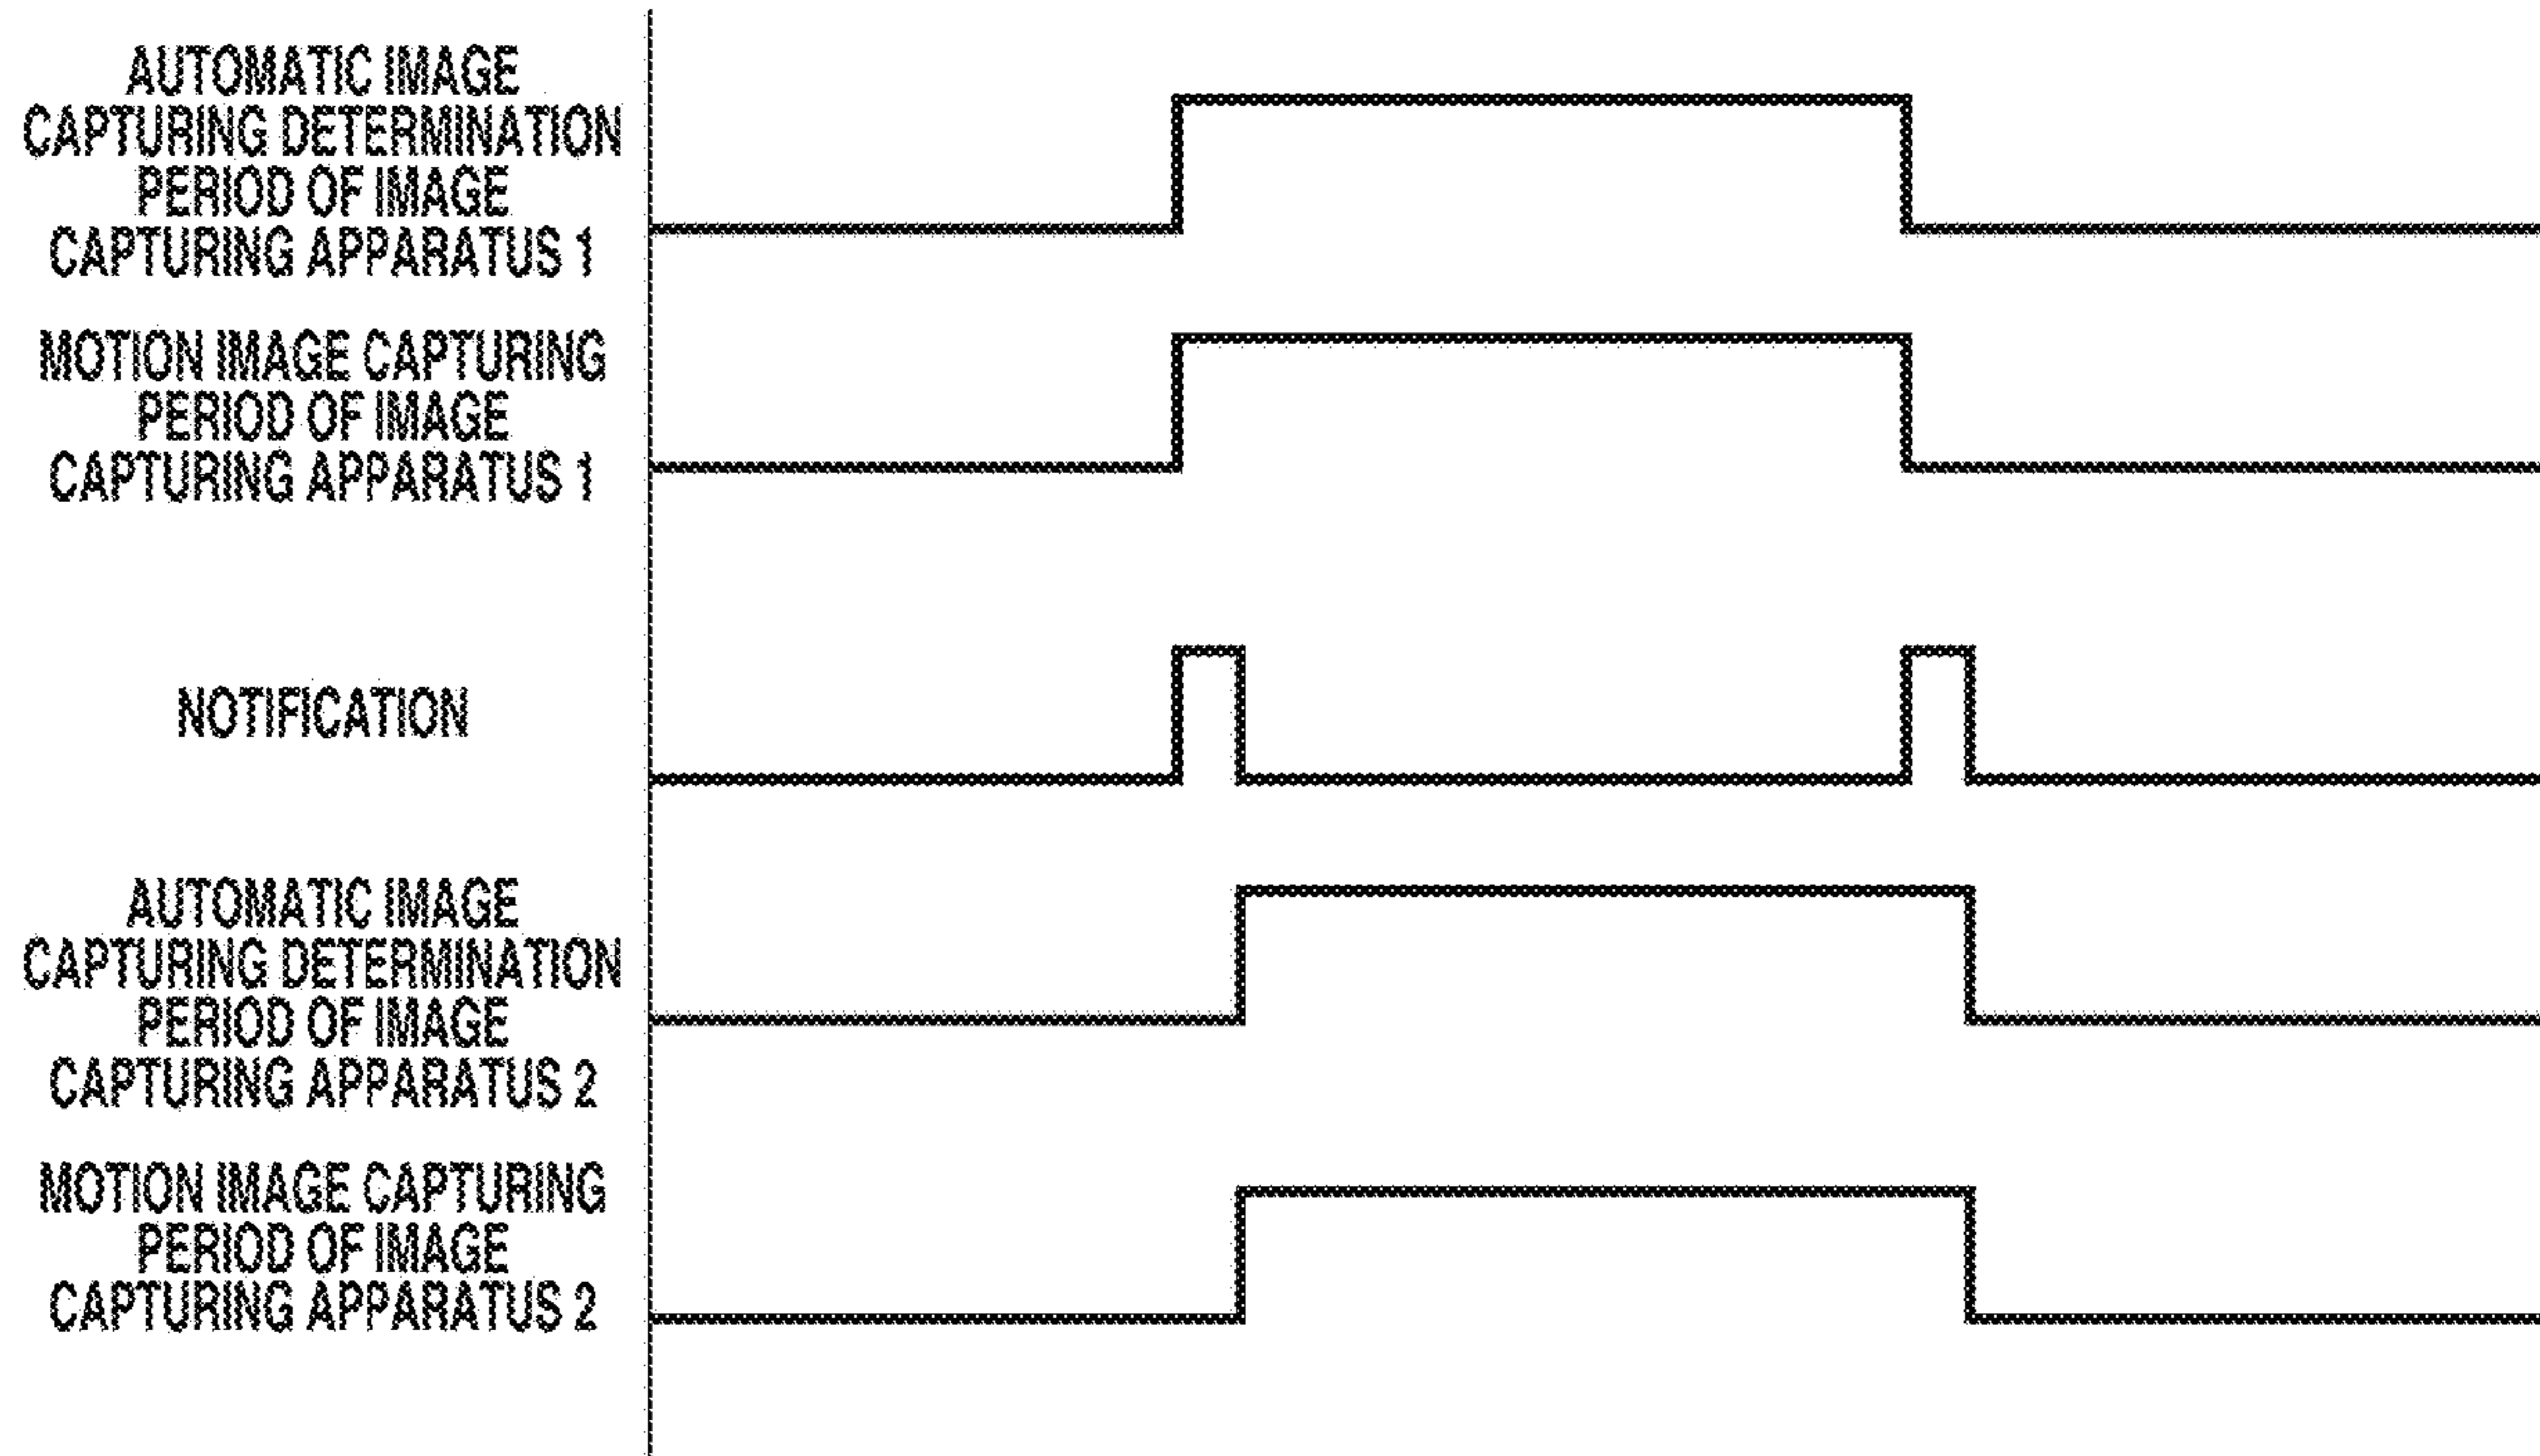 AUTOMATIC IMAGE
CAPTURING DETERMINATION
PERIOD OF IMAGE
CAPTURING APPARATUS 1
MOTION IMAGE CAPTURING
PERIOD OF IMAGE
CAPTURING APPARATUS 1
NOTIFICATION
AUTOMATIC IMAGE
CAPTURING DETERMINATION
PERIOD OF IMAGE
CAPTURING APPARATUS 2
MOTION IMAGE CAPTURING
PERIOD OF IMAGE
CAPTURING APPARATUS 2